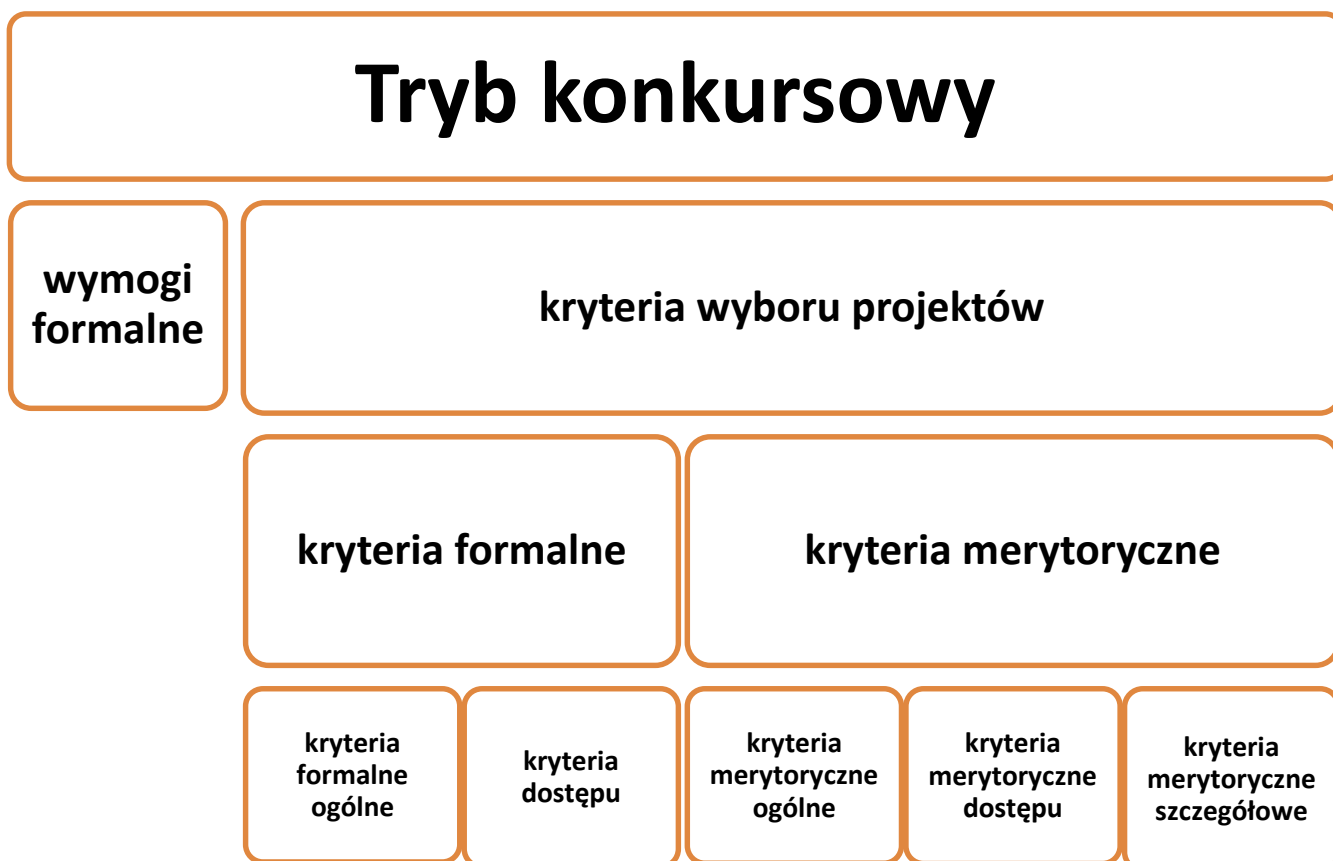 Tryb konkursowy
wymogi
formalne
kryteria wyboru projektów
kryteria formalne
kryteria merytoryczne
kryteria
formalne
ogólne
kryteria
dostępu
kryteria
merytoryczne
ogólne
kryteria
merytoryczne
dostępu
kryteria
merytoryczne
szczegółowe